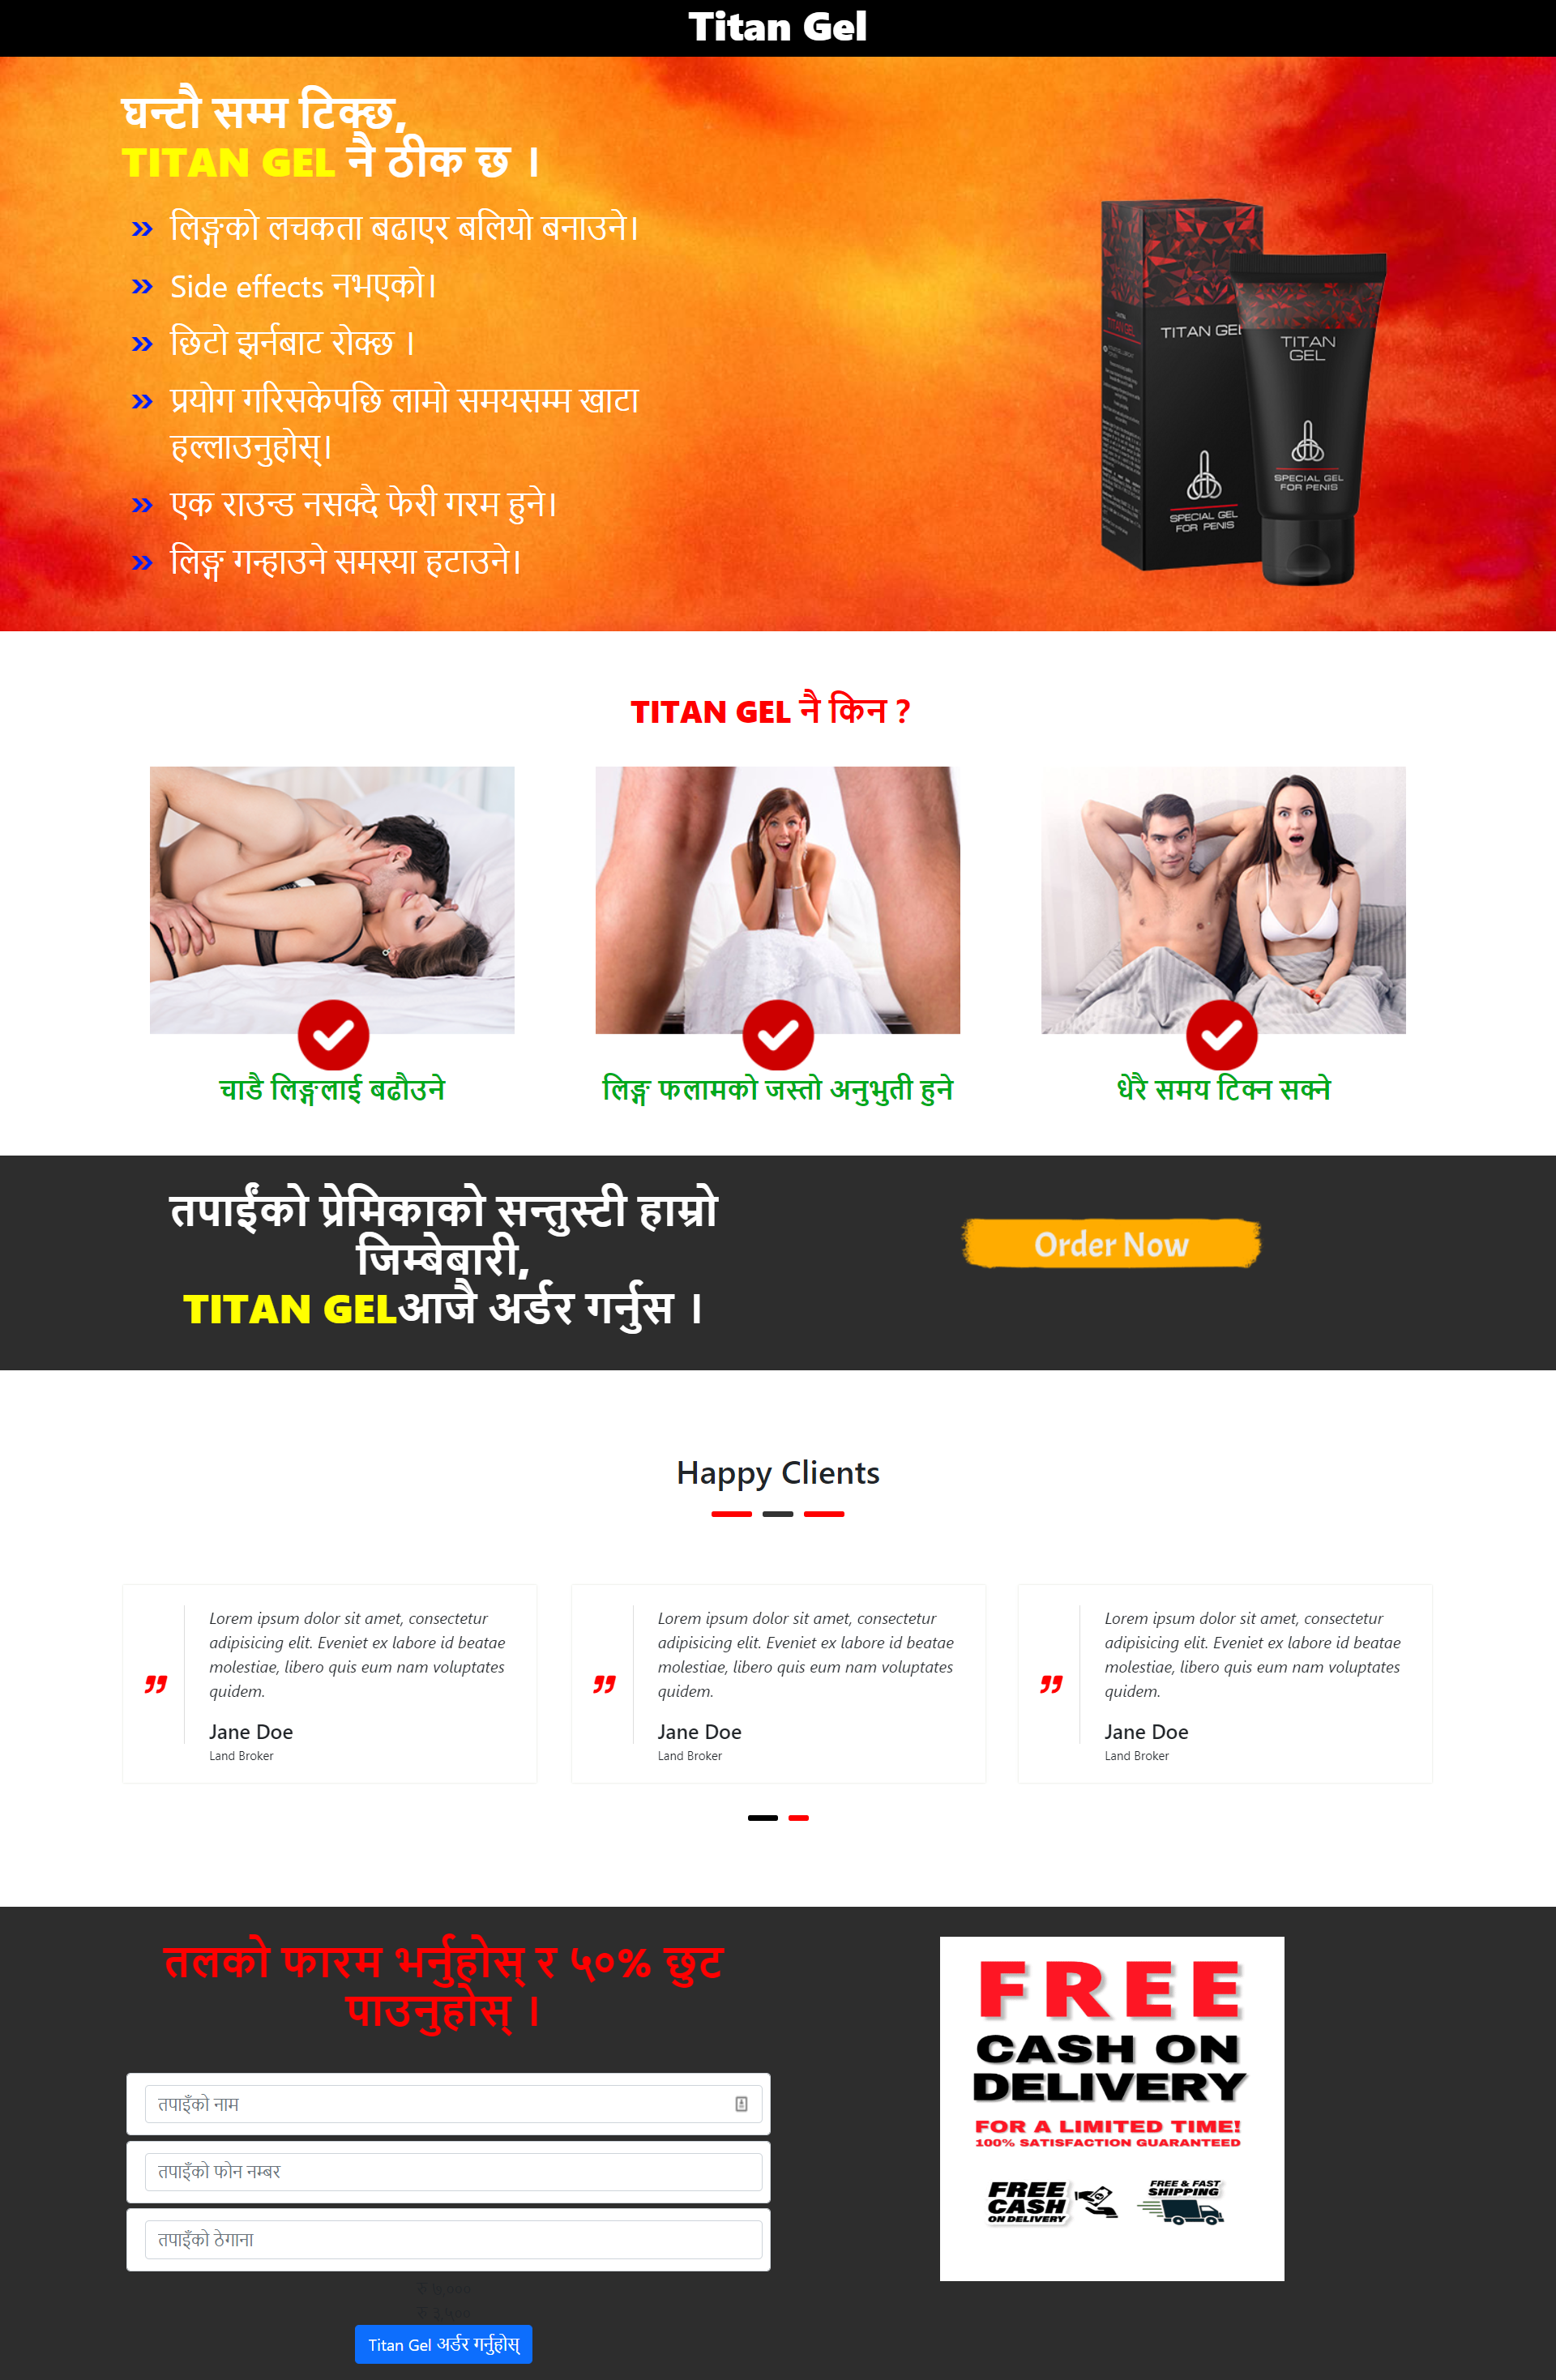 Titan Gel
घन्टौ सम्म टिक्छ,
TITAN GEL नै ठीक छ ।
लिङ्गको लचकता बढाएर बलियो बनाउने।
Side effects नभएको।
छिटो झर्नबाट रोक्छ ।
प्रयोग गरिसकेपछि लामो समयसम्म खाटा
हल्लाउनुहोस्।
एक राउन्ड नसक्दै फेरी गरम हुने।
लिङ्ग गन्हाउने समस्या हटाउने।
TITAN GEL
SPECIAL GEL
FOR PENIS
TITAN
GEL
SPECIAL GEL
FOR PENIS
TITAN GEL नै किन ?
चाडै लिङ्गलाई बढौउने
लिङ्ग फलामको जस्तो अनुभुती हुने
धेरै समय टिक्न सक्ने
तपाईंको प्रेमिकाको सन्तुस्टी हाम्रो
जिम्बेबारी,
TITAN GELआजै अर्डर गर्नुस ।
Order Now
Happy Clients
Lorem ipsum dolor sit amet, consectetur
adipisicing elit. Eveniet ex labore id beatae
molestiae, libero quis eum nam voluptates
quidem.
Jane Doe
Land Broker
Lorem ipsum dolor sit amet, consectetur
adipisicing elit. Eveniet ex labore id beatae
molestiae, libero quis eum nam voluptates
quidem.
Jane Doe
Land Broker
Lorem ipsum dolor sit amet, consectetur
adipisicing elit. Eveniet ex labore id beatae
molestiae, libero quis eum nam voluptates
quidem.
Jane Doe
Land Broker
तलको फारम भर्नुहोस् र ५०% छुट
पाउनुहोस् ।
तपाइँको नाम
तपाइँको फोन नम्बर
तपाइँको ठेगाना
Titan Gel अर्डर गर्नुहोस्
FREE
CASH ON
DELIVERY
FOR A LIMITED TIME!
100% SATISFACTION GUARANTEED
FREE
CASH
ON DELIVERY
FREE & FAST
SHIPPING